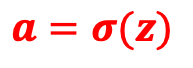 a = σ(z)